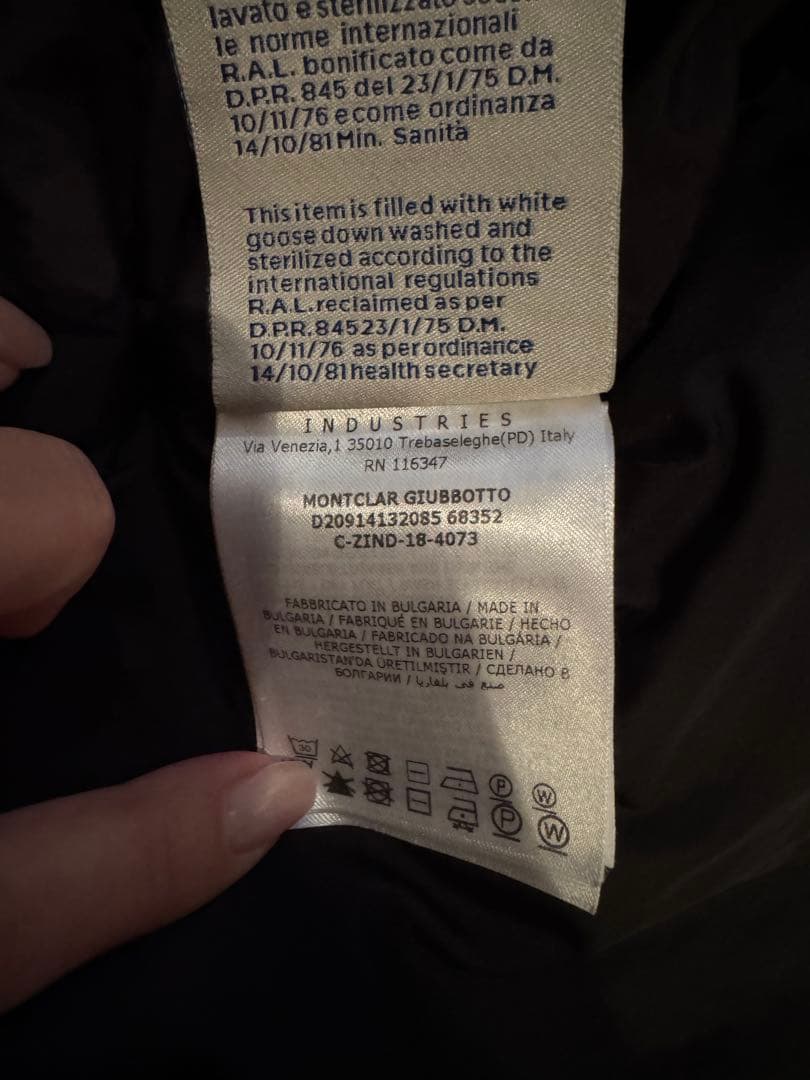 lavato e sterilizzato
le norme internazionali
R.A.L. bonificato come da
D.P.R. 845 del 23/1/75 D.M.
10/11/76 e come ordinanza
14/10/81 Min. Sanità
This item is filled with white
goose down washed and
sterilized according to the
international regulations
R.A.L. reclaimed as per
D.P.R. 84523/1/75 D.M.
10/11/76 as per ordinance
14/10/81 health secretary
INDUSTRIES
Via Venezia,1 35010 Trebaseleghe(PD) Italy
RN 116347
MONTCLAR GIUBBOTTO
D20914132085 68352
C-ZIND-18-4073
FABBRICATO IN BULGARIA / MADE IN
BULGARIA / FABRIQUÉ EN BULGARIE / HECHO
EN BULGARIA / FABRICADO NA BULGÁRIA /
HERGESTELLT IN BULGARIEN /
BULGARISTAN'DA ÜRETILMIŞTIR / СДЕЛАНО В
БОЛГАРИИ / صنع في بلغاريا
30
P W
P W